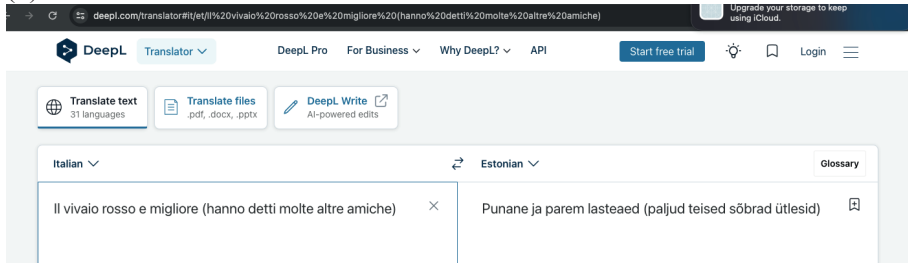 deepl.com/translator#it/et/Il%20vivaio%20rosso%20e%20migliore%20(hanno%20detti%20molte%20altre%20amiche)
Upgrade your storage to keep
using iCloud.
DeepL
Translator
DeepL Pro
For Business
Why DeepL?
API
Start free trial
Login
Translate text
31 languages
Translate files
.pdf, .docx, .pptx
DeepL Write
AI-powered edits
Italian
Estonian
Glossary
Il vivaio rosso e migliore (hanno detti molte altre amiche)
Punane ja parem lasteaed (paljud teised sõbrad ütlesid)